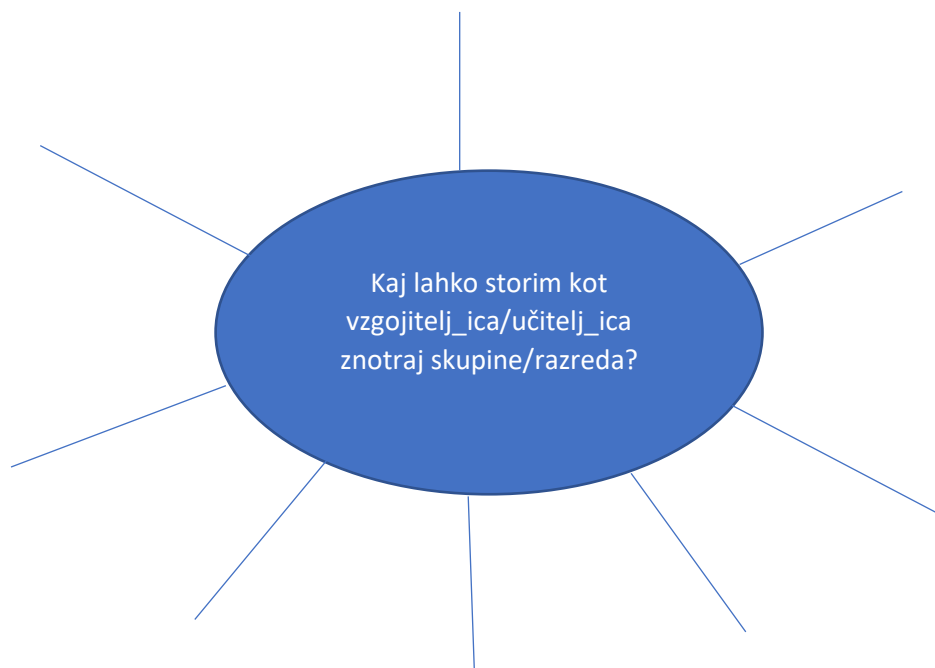 Kaj lahko storim kot
vzgojitelj_ica/učitelj_ica
znotraj skupine/razreda?